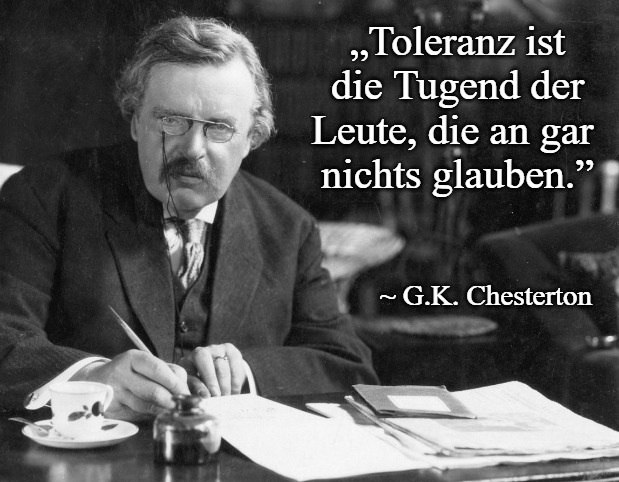 „Toleranz ist
die Tugend der
Leute, die an gar
nichts glauben.”
~ G.K. Chesterton